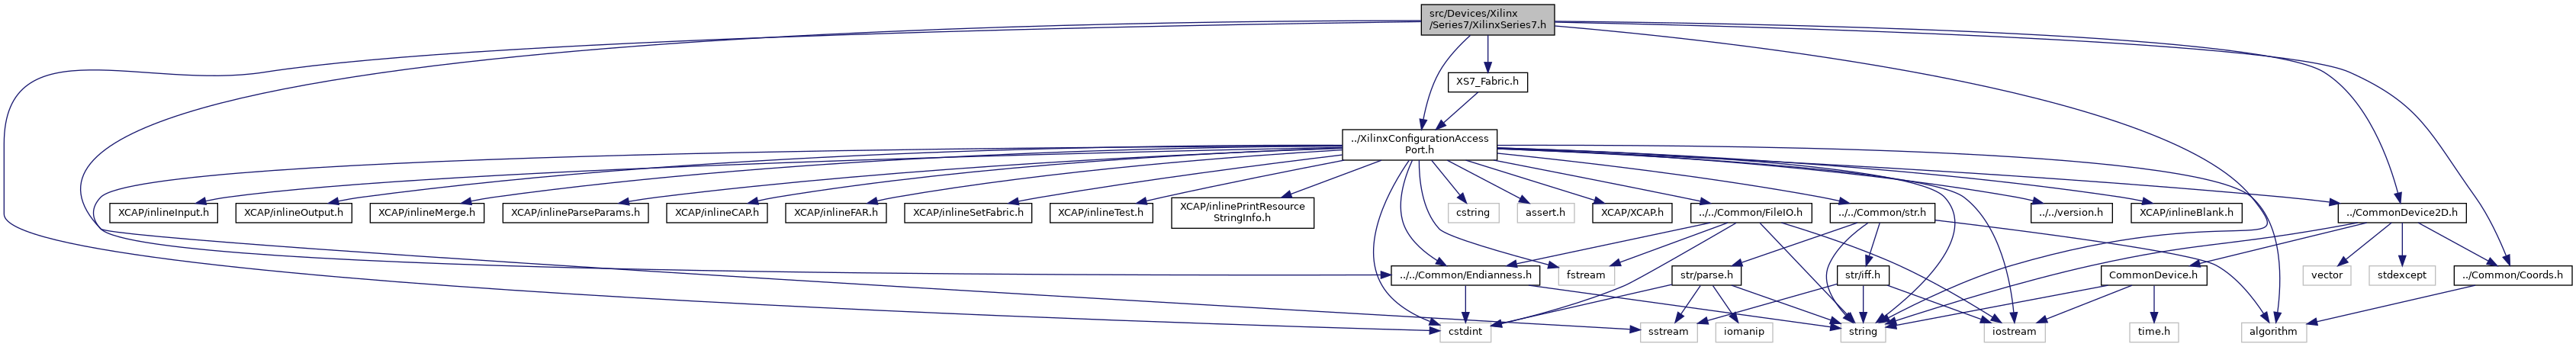 src/Devices/Xilinx
/Series7/XilinxSeries7.h
XS7_Fabric.h
../XilinxConfigurationAccess
Port.h
XCAP/inlineInput.h
XCAP/inlineOutput.h
XCAP/inlineMerge.h
XCAP/inlineParseParams.h
XCAP/inlineCAP.h
XCAP/inlineFAR.h
XCAP/inlineSetFabric.h
XCAP/inlineTest.h
XCAP/inlinePrintResource
StringInfo.h
cstring
assert.h
XCAP/XCAP.h
../../Common/FileIO.h
../../Common/str.h
../../version.h
XCAP/inlineBlank.h
../CommonDevice2D.h
../../Common/Endianness.h
fstream
str/parse.h
str/iff.h
CommonDevice.h
vector
stdexcept
../Common/Coords.h
cstdint
sstream
iomanip
string
iostream
time.h
algorithm